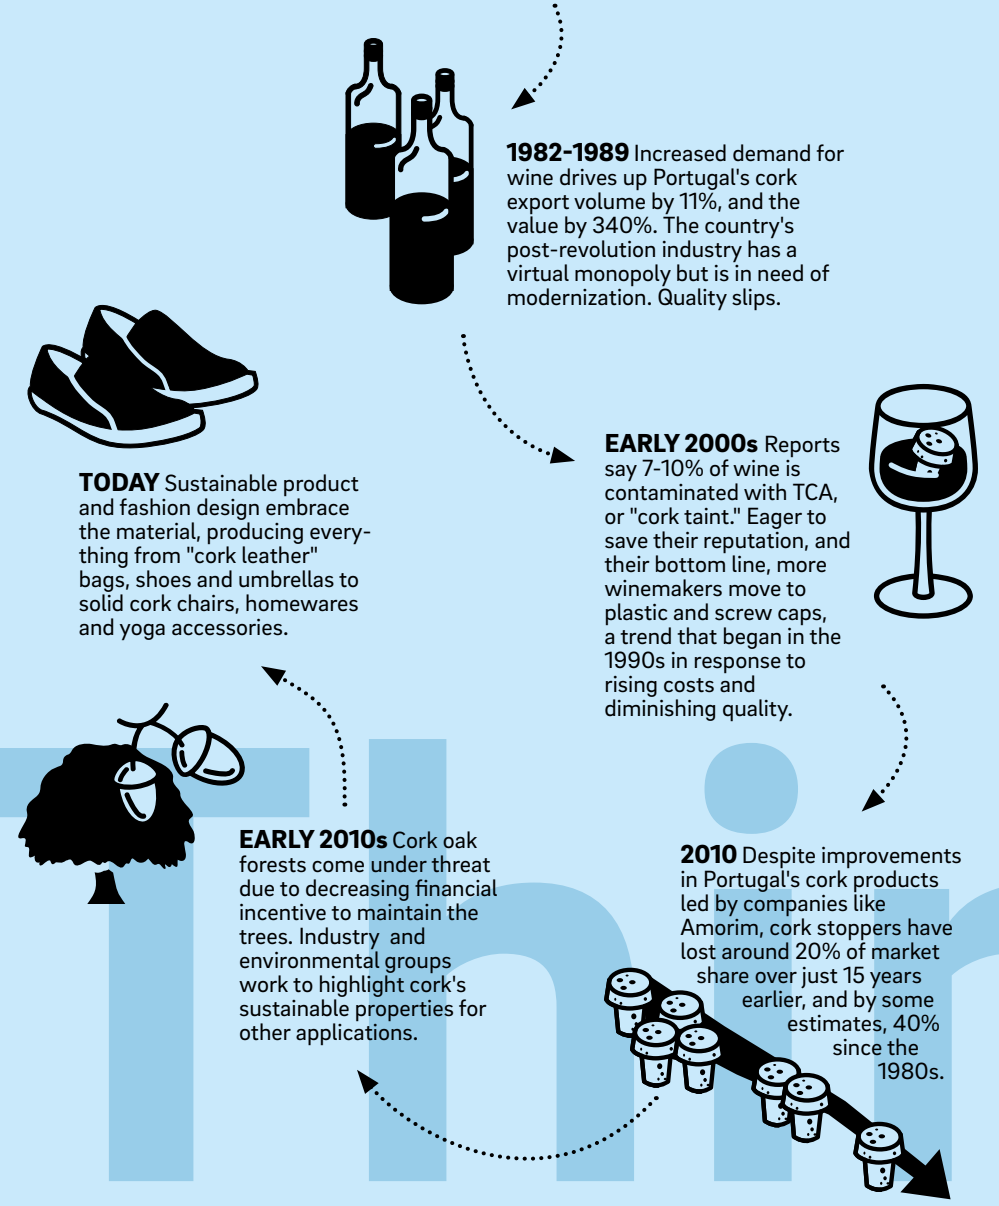 1982-1989 Increased demand for
wine drives up Portugal's cork
export volume by 11%, and the
value by 340%. The country's
post-revolution industry has a
virtual monopoly but is in need of
modernization. Quality slips.
EARLY 2000s Reports
say 7-10% of wine is
contaminated with TCA,
or "cork taint." Eager to
save their reputation, and
their bottom line, more
winemakers move to
plastic and screw caps,
a trend that began in the
1990s in response to
rising costs and
diminishing quality.
2010 Despite improvements
in Portugal's cork products
led by companies like
Amorim, cork stoppers have
lost around 20% of market
share over just 15 years
earlier, and by some
estimates, 40%
since the
1980s.
EARLY 2010s Cork oak
forests come under threat
due to decreasing financial
incentive to maintain the
trees. Industry and
environmental groups
work to highlight cork's
sustainable properties for
other applications.
TODAY Sustainable product
and fashion design embrace
the material, producing every-
thing from "cork leather"
bags, shoes and umbrellas to
solid cork chairs, homewares
and yoga accessories.
Thi